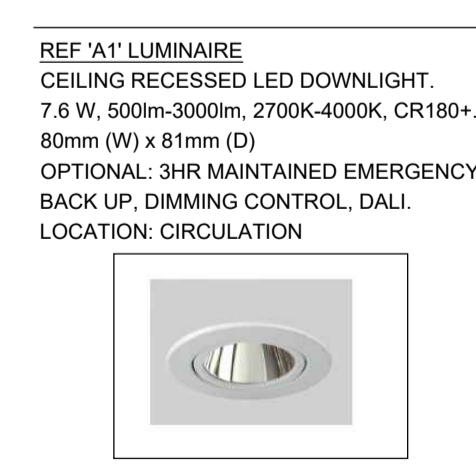 REF 'A1' LUMINAIRE
CEILING RECESSED LED DOWNLIGHT.
7.6 W, 500lm-3000lm, 2700K-4000K, CR180+.
80mm (W) x 81mm (D)
OPTIONAL: 3HR MAINTAINED EMERGENCY
BACK UP, DIMMING CONTROL, DALI.
LOCATION: CIRCULATION